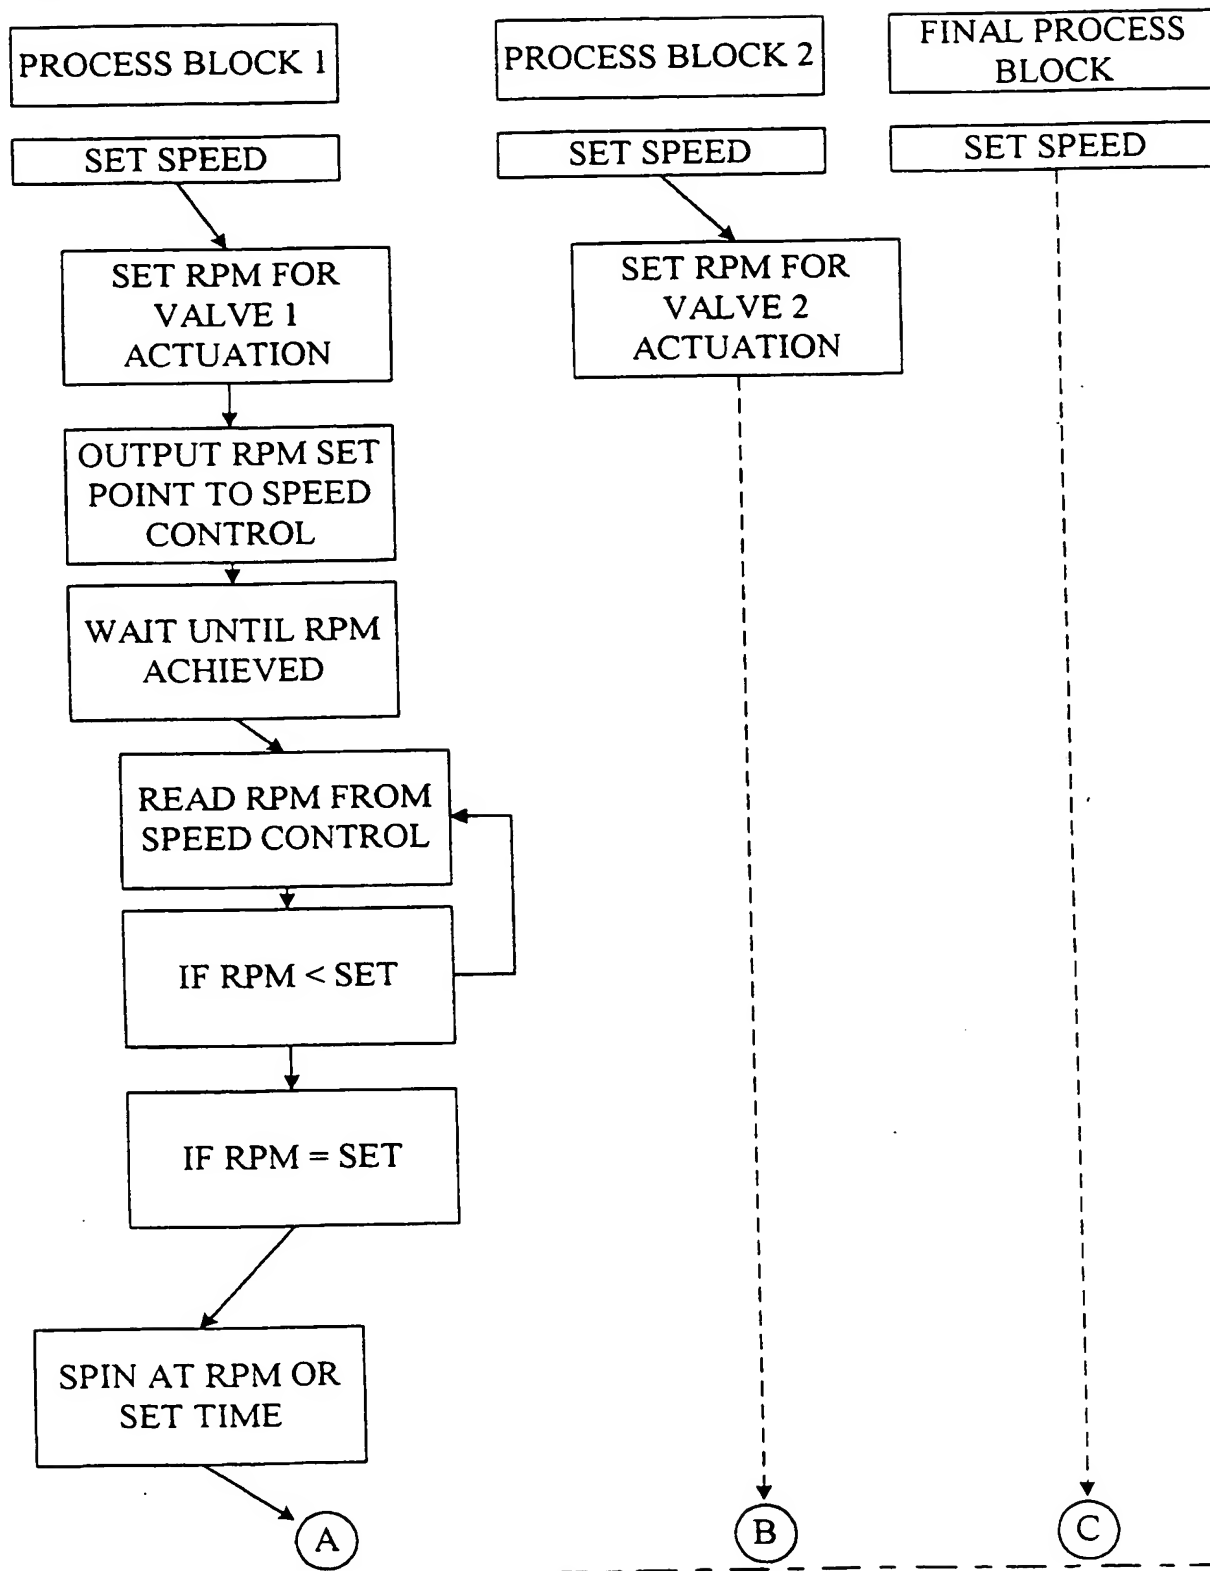 PROCESS BLOCK 1
SET SPEED
SET RPM FOR
VALVE 1
ACTUATION
OUTPUT RPM SET
POINT TO SPEED
CONTROL
WAIT UNTIL RPM
ACHIEVED
READ RPM FROM
SPEED CONTROL
IF RPM < SET
IF RPM = SET
SPIN AT RPM OR
SET TIME
A
PROCESS BLOCK 2
SET SPEED
SET RPM FOR
VALVE 2
ACTUATION
B
FINAL PROCESS
BLOCK
SET SPEED
C